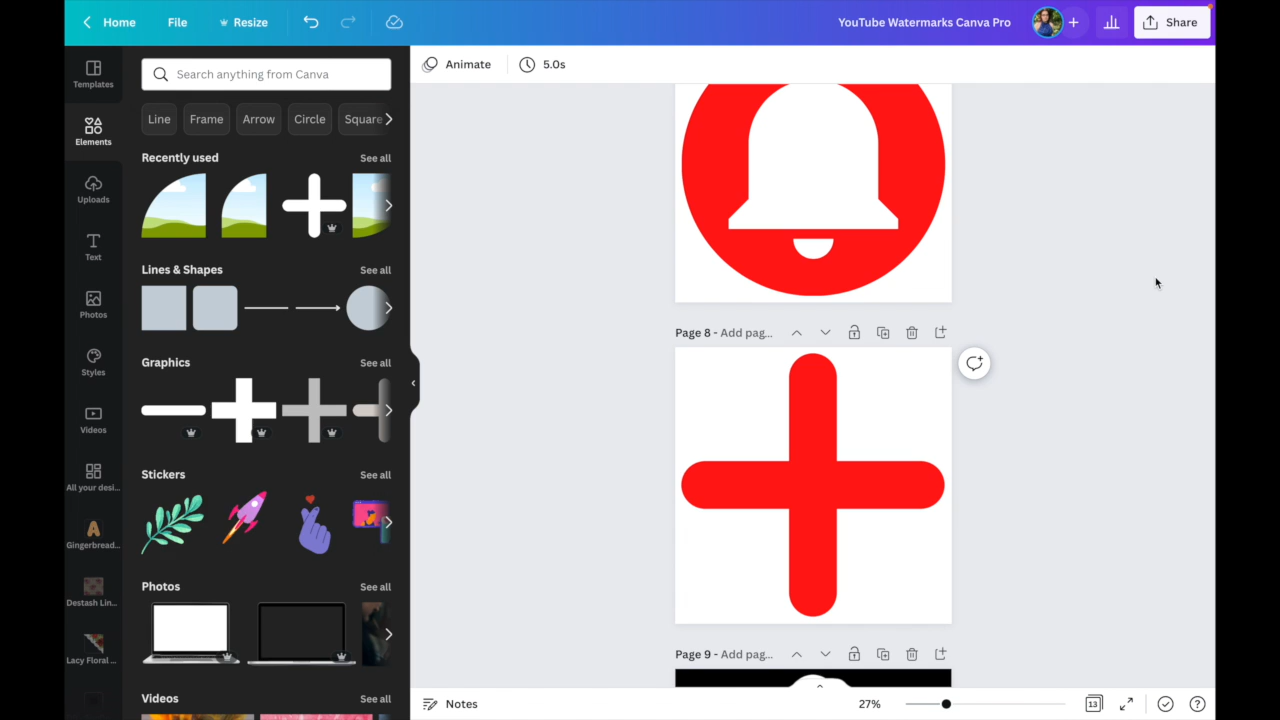 Home
File
Resize
YouTube Watermarks Canva Pro
Share
Templates
Elements
Uploads
Text
Photos
Styles
Videos
All your desi...
Gingerbread...
Destash Lin...
Lacy Floral ...
Search anything from Canva
Line
Frame
Arrow
Circle
Square
Recently used
See all
Lines & Shapes
See all
Graphics
See all
Stickers
See all
Photos
See all
Videos
See all
Animate
5.0s
Page 8 - Add pag...
Page 9 - Add pag...
Notes
27%
13